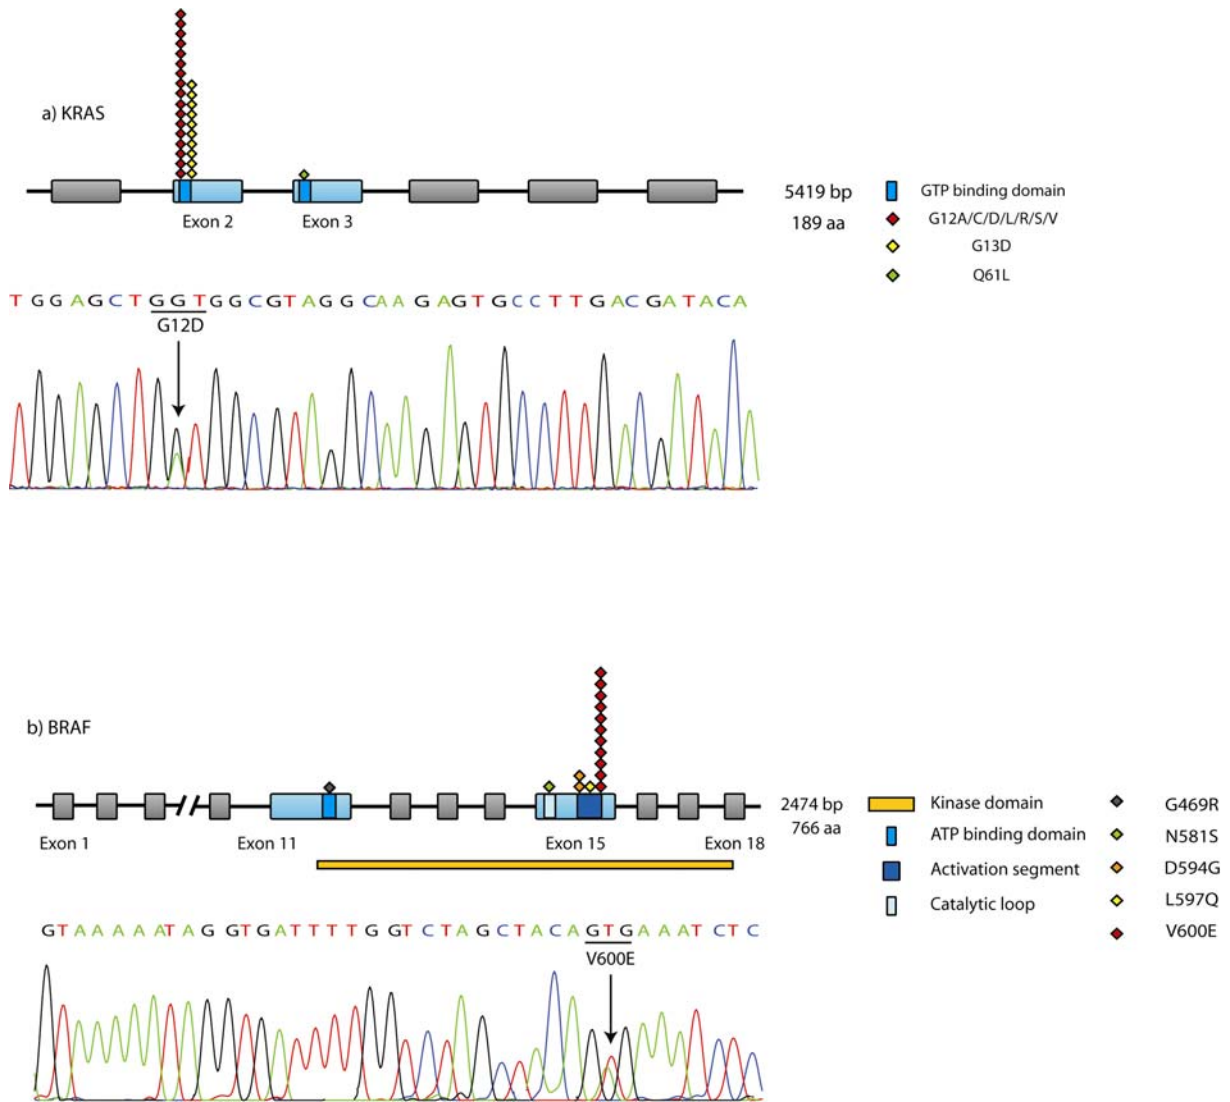 a) KRAS
Exon 2
Exon 3
5419 bp
189 aa
GTP binding domain
G12A/C/D/L/R/S/V
G13D
Q61L
T G G A G C T G G T G G C G T A G G C A A G A G T G C C T T G A C G A T A C A
G12D
b) BRAF
Exon 1
Exon 11
Exon 15
Exon 18
2474 bp
766 aa
Kinase domain
ATP binding domain
Activation segment
Catalytic loop
G469R
N581S
D594G
L597Q
V600E
G T A A A A A T A G G T G A T T T T G G T C T A G C T A C A G T G A A A T C T C
V600E